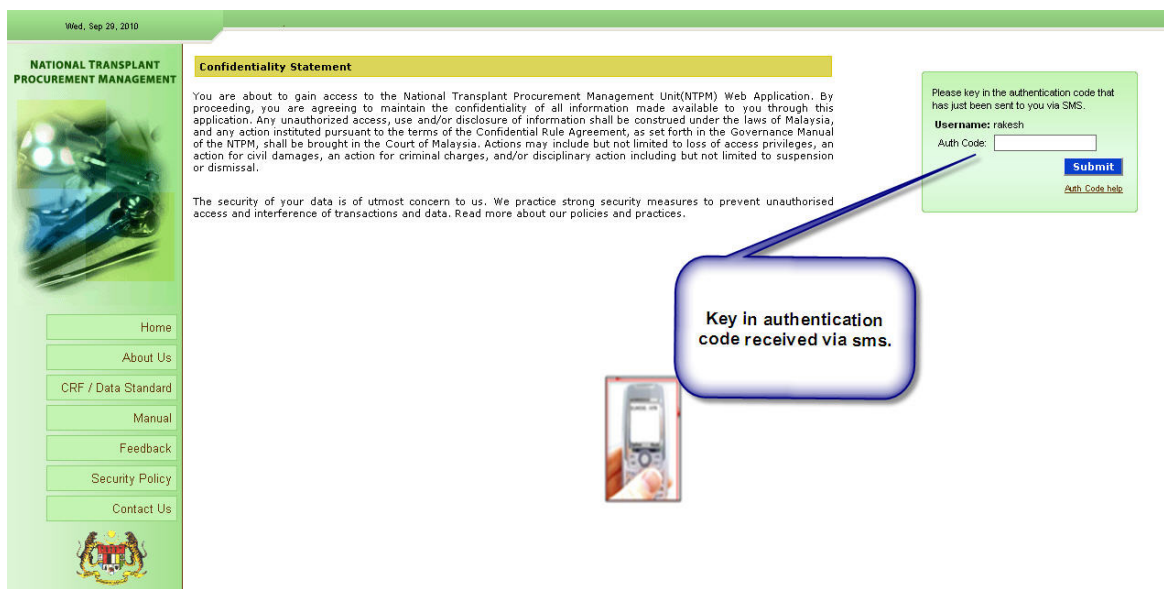 Wed, Sep 29, 2010
NATIONAL TRANSPLANT
PROCUREMENT MANAGEMENT
Home
About Us
CRF / Data Standard
Manual
Feedback
Security Policy
Contact Us
Confidentiality Statement
You are about to gain access to the National Transplant Procurement Management Unit(NTPM) Web Application. By
proceeding, you are agreeing to maintain the confidentiality of all information made available to you through this
application. Any unauthorized access, use and/or disclosure of information shall be construed under the laws of Malaysia,
and any action instituted pursuant to the terms of the Confidential Rule Agreement, as set forth in the Governance Manual
of the NTPM, shall be brought in the Court of Malaysia. Actions may include but not limited to loss of access privileges, an
action for civil damages, an action for criminal charges, and/or disciplinary action including but not limited to suspension
or dismissal.
The security of your data is of utmost concern to us. We practice strong security measures to prevent unauthorised
access and interference of transactions and data. Read more about our policies and practices.
Please key in the authentication code that
has just been sent to you via SMS.
Username: rakesh
Auth Code:
Submit
Auth Code help
Key in authentication
code received via sms.